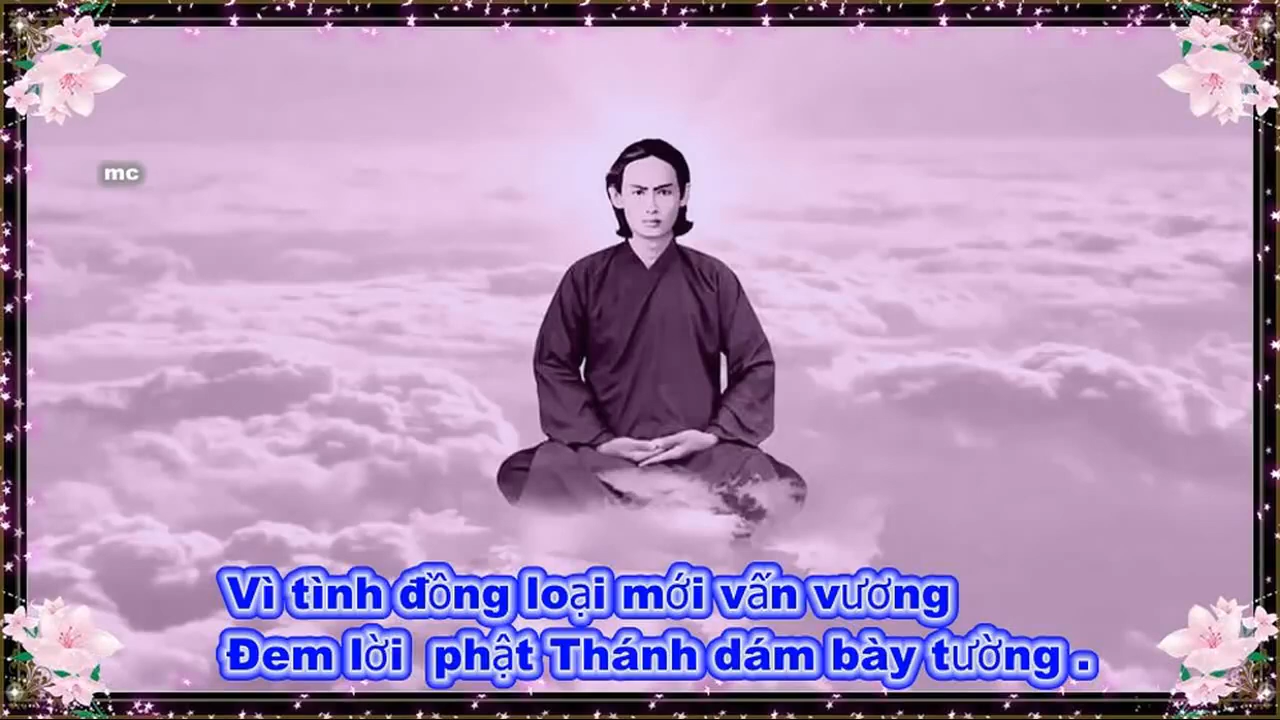 mc
Vì tình đồng loại mới vấn vương
Đem lời phật Thánh dám bày tường .